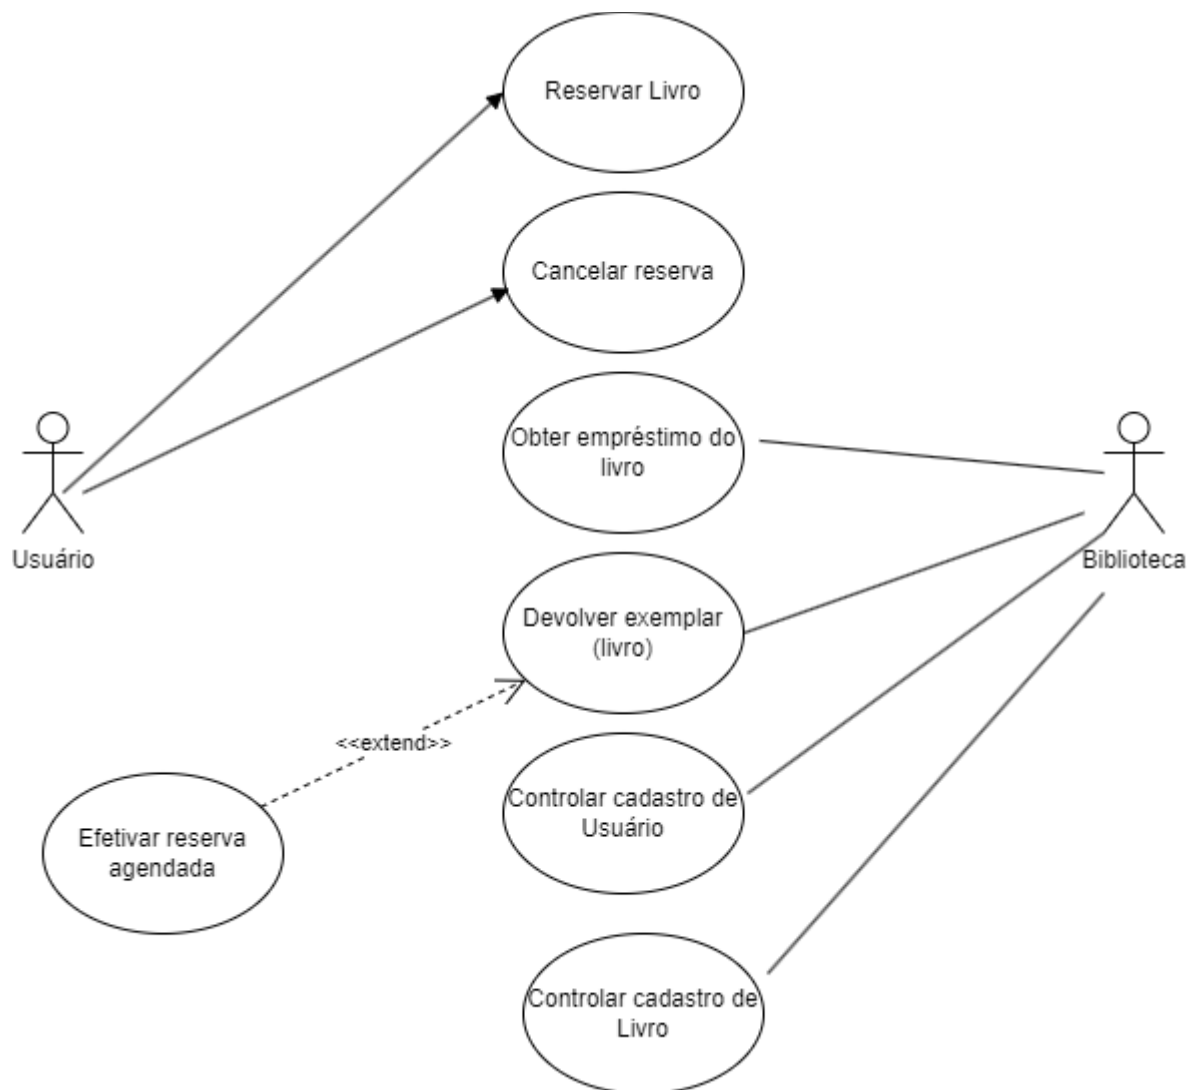 Reservar Livro
Cancelar reserva
Obter empréstimo do
livro
Usuário
Biblioteca
Devolver exemplar
(livro)
<<extend>>
Controlar cadastro de
Usuário
Efetivar reserva
agendada
Controlar cadastro de
Livro